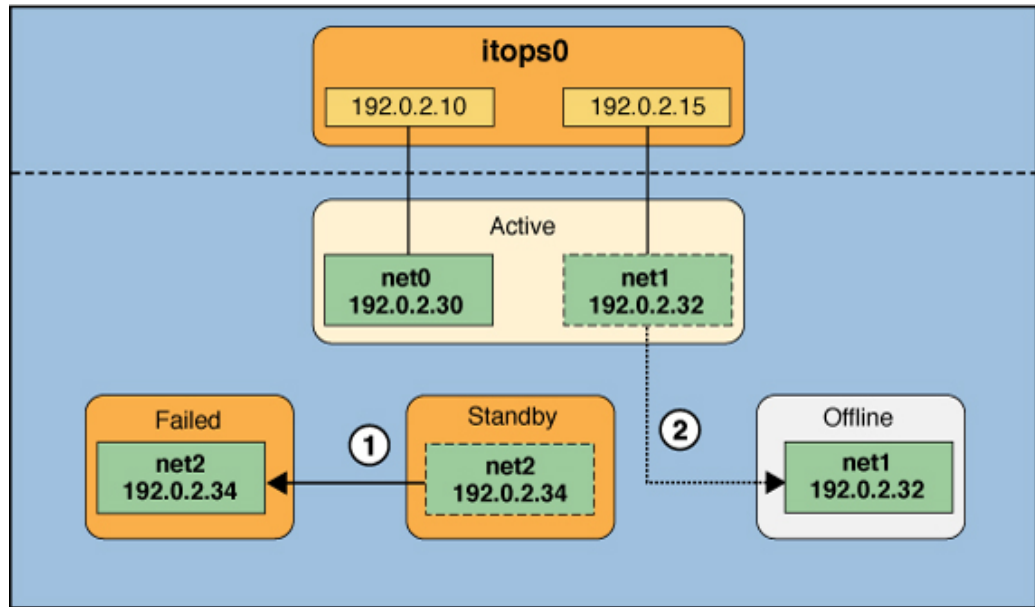 itops0
192.0.2.10
192.0.2.15
Active
net0
192.0.2.30
net1
192.0.2.32
Failed
net2
192.0.2.34
1
Standby
net2
192.0.2.34
2
Offline
net1
192.0.2.32